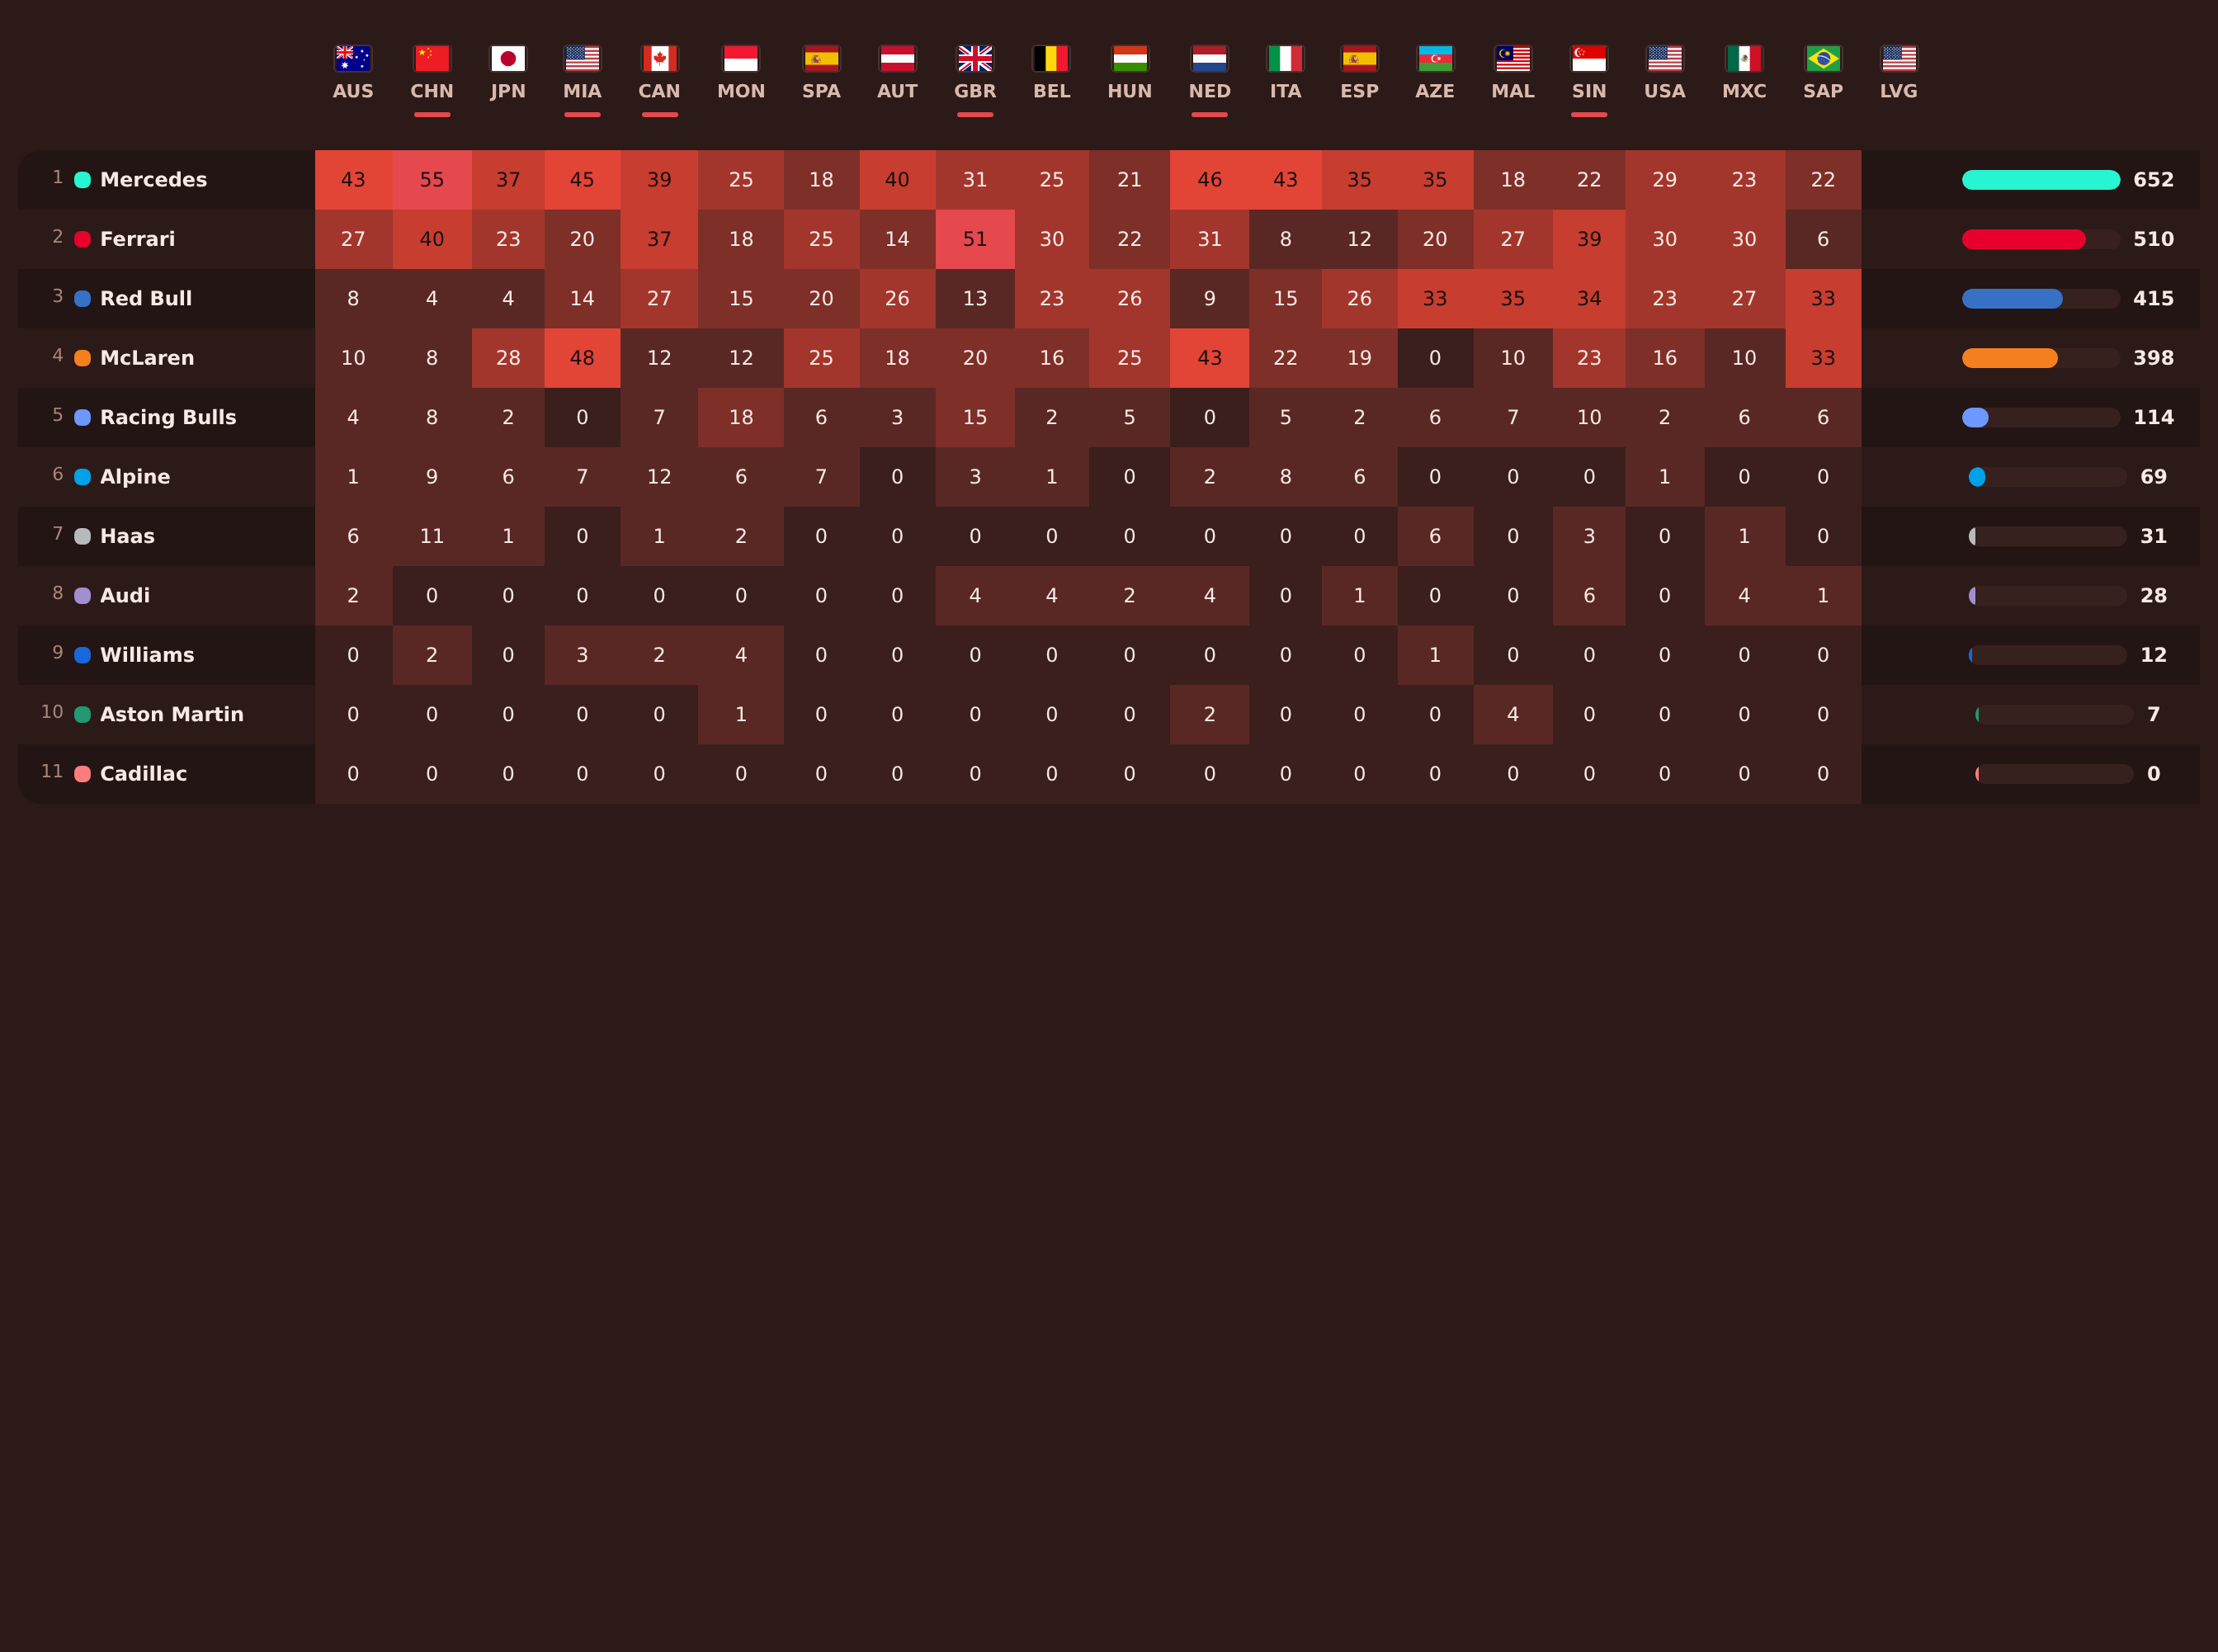 AUS CHN JPN MIA CAN MON SPA AUT GBR BEL HUN NED ITA ESP AZE MAL SIN USA MXC SAP LVG
1 Mercedes 43 55 37 45 39 25 18 40 31 25 21 46 43 35 35 18 22 29 23 22 652
2 Ferrari 27 40 23 20 37 18 25 14 51 30 22 31 8 12 20 27 39 30 30 6 510
3 Red Bull 8 4 4 14 27 15 20 26 13 23 26 9 15 26 33 35 34 23 27 33 415
4 McLaren 10 8 28 48 12 12 25 18 20 16 25 43 22 19 0 10 23 16 10 33 398
5 Racing Bulls 4 8 2 0 7 18 6 3 15 2 5 0 5 2 6 7 10 2 6 6 114
6 Alpine 1 9 6 7 12 6 7 0 3 1 0 2 8 6 0 0 0 1 0 0 69
7 Haas 6 11 1 0 1 2 0 0 0 0 0 0 0 0 6 0 3 0 1 0 31
8 Audi 2 0 0 0 0 0 0 0 4 4 2 4 0 1 0 0 6 0 4 1 28
9 Williams 0 2 0 3 2 4 0 0 0 0 0 0 0 0 1 0 0 0 0 0 12
10 Aston Martin 0 0 0 0 0 1 0 0 0 0 0 2 0 0 0 4 0 0 0 0 7
11 Cadillac 0 0 0 0 0 0 0 0 0 0 0 0 0 0 0 0 0 0 0 0 0